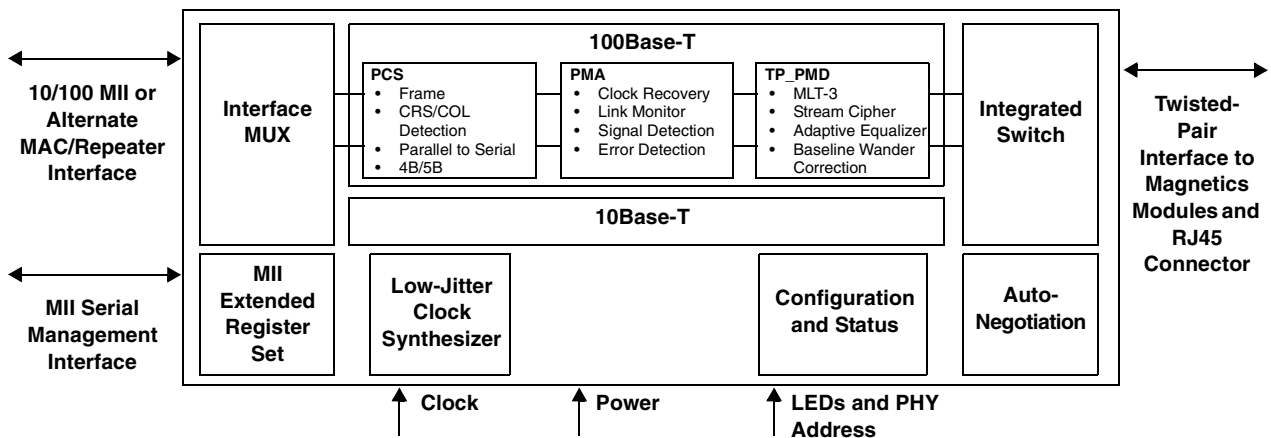 100Base-T
10/100 MII or
Alternate
MAC/Repeater
Interface
Interface
MUX
PCS
• Frame
• CRS/COL
Detection
• Parallel to Serial
• 4B/5B
PMA
• Clock Recovery
• Link Monitor
• Signal Detection
• Error Detection
TP_PMD
• MLT-3
• Stream Cipher
• Adaptive Equalizer
• Baseline Wander
Correction
Integrated
Switch
Twisted-
Pair
Interface to
Magnetics
Modules and
RJ45
Connector
10Base-T
MII Serial
Management
Interface
MII
Extended
Register
Set
Low-Jitter
Clock
Synthesizer
Configuration
and Status
Auto-
Negotiation
Clock
Power
LEDs and PHY
Address